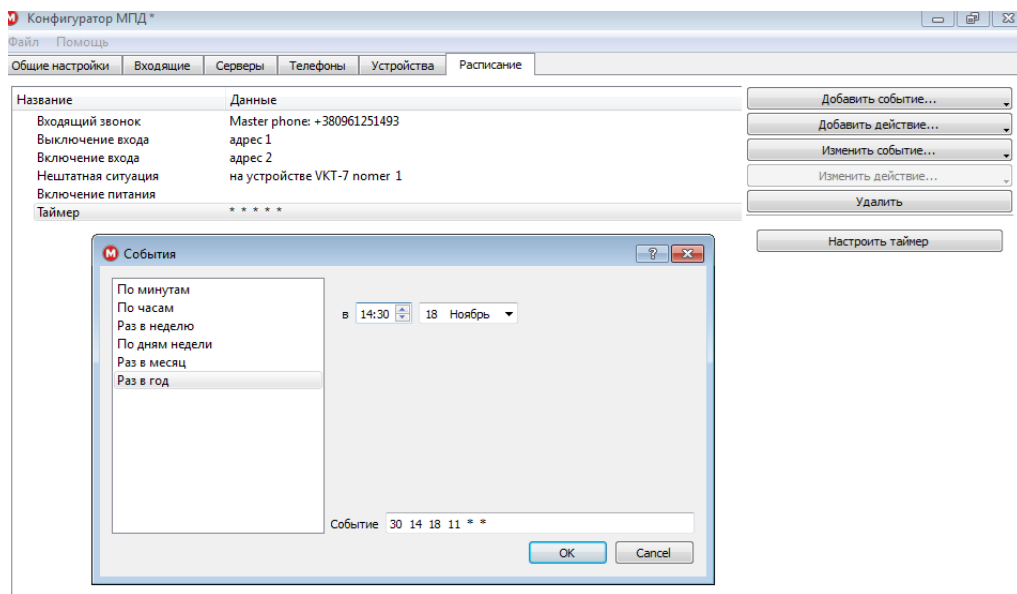 Конфигуратор МПД *
Файл Помощь
Общие настройки Входящие Серверы Телефоны Устройства Расписание
Название Данные
Входящий звонок Master phone: +380961251493
Выключение входа адрес 1
Включение входа адрес 2
Нештатная ситуация на устройстве VKT-7 nomer 1
Включение питания
Таймер * * * * *
Добавить событие...
Добавить действие...
Изменить событие...
Изменить действие...
Удалить
Настроить таймер
События
По минутам
По часам
Раз в неделю
По дням недели
Раз в месяц
Раз в год
в 14:30 18 Ноябрь
Событие 30 14 18 11 * *
OK Cancel